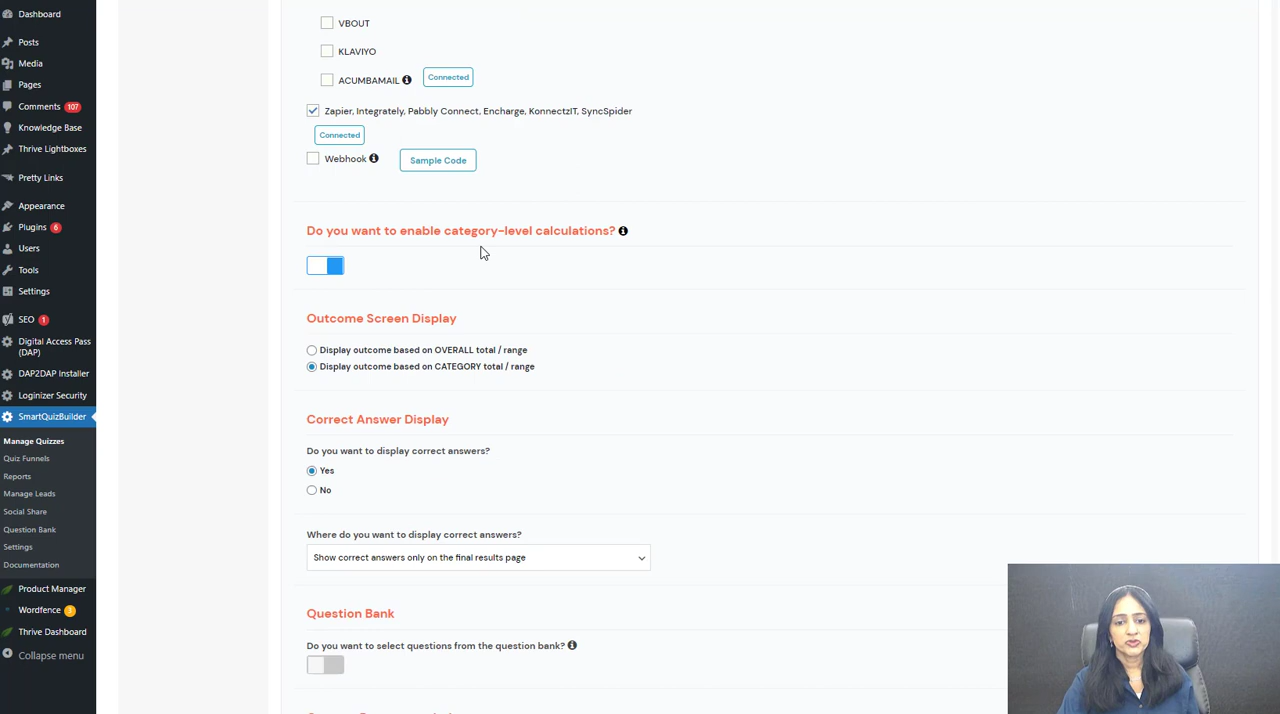 Dashboard
Posts
Media
Pages
Comments 107
Knowledge Base
Thrive Lightboxes
Pretty Links
Appearance
Plugins 6
Users
Tools
Settings
SEO 1
Digital Access Pass
(DAP)
DAP2DAP Installer
Loginizer Security
SmartQuizBuilder
Manage Quizzes
Quiz Funnels
Reports
Manage Leads
Social Share
Question Bank
Settings
Documentation
Product Manager
Wordfence 3
Thrive Dashboard
Collapse menu
VBOUT
KLAVIYO
ACUMBAMAIL Connected
Zapier, Integrately, Pabbly Connect, Encharge, KonnectzIT, SyncSpider
Connected
Webhook Sample Code
Do you want to enable category-level calculations?
Outcome Screen Display
Display outcome based on OVERALL total / range
Display outcome based on CATEGORY total / range
Correct Answer Display
Do you want to display correct answers?
Yes
No
Where do you want to display correct answers?
Show correct answers only on the final results page
Question Bank
Do you want to select questions from the question bank?